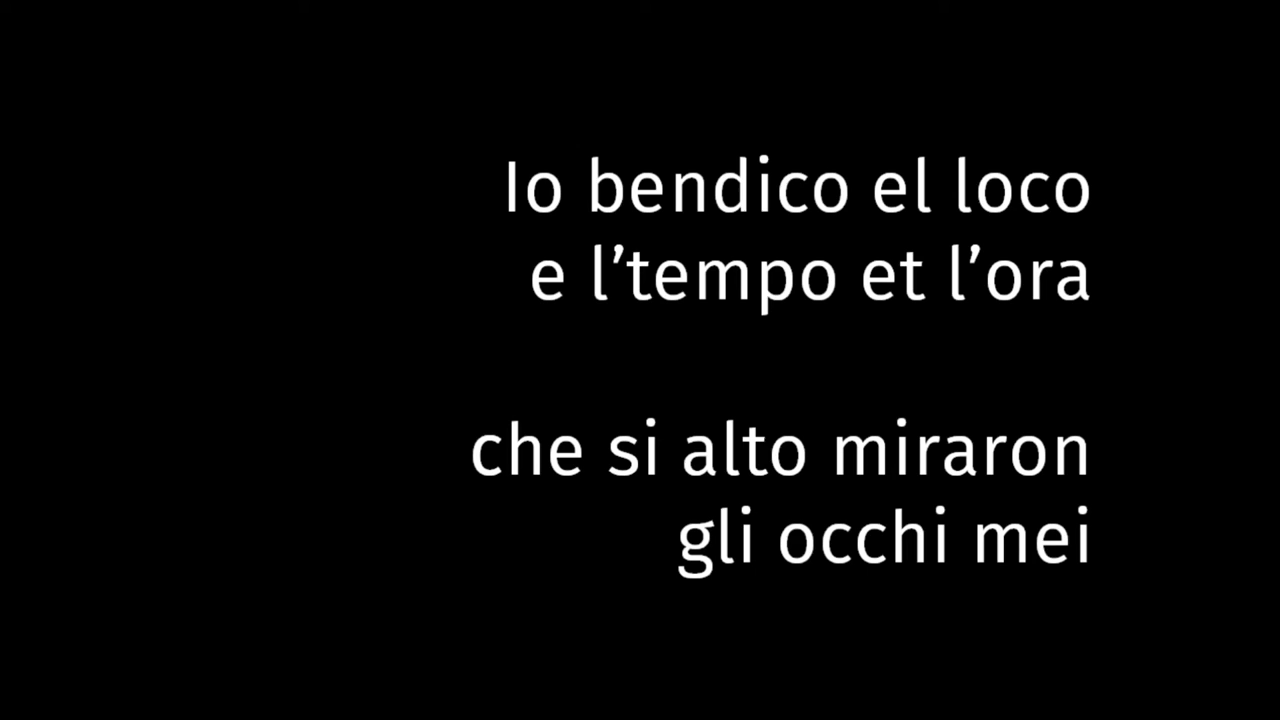 Io bendico el loco
e l’tempo et l’ora
che si alto miraron
gli occhi mei